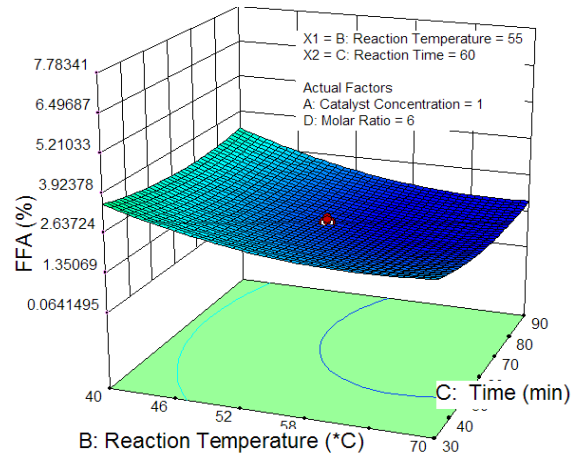 X1 = B: Reaction Temperature = 55
X2 = C: Reaction Time = 60
Actual Factors
A: Catalyst Concentration = 1
D: Molar Ratio = 6
7.78341
6.49687
5.21033
3.92378
2.63724
1.35069
0.0641495
FFA (%)
40
46
52
58
70
30
40
70
80
90
B: Reaction Temperature (*C)
C: Time (min)